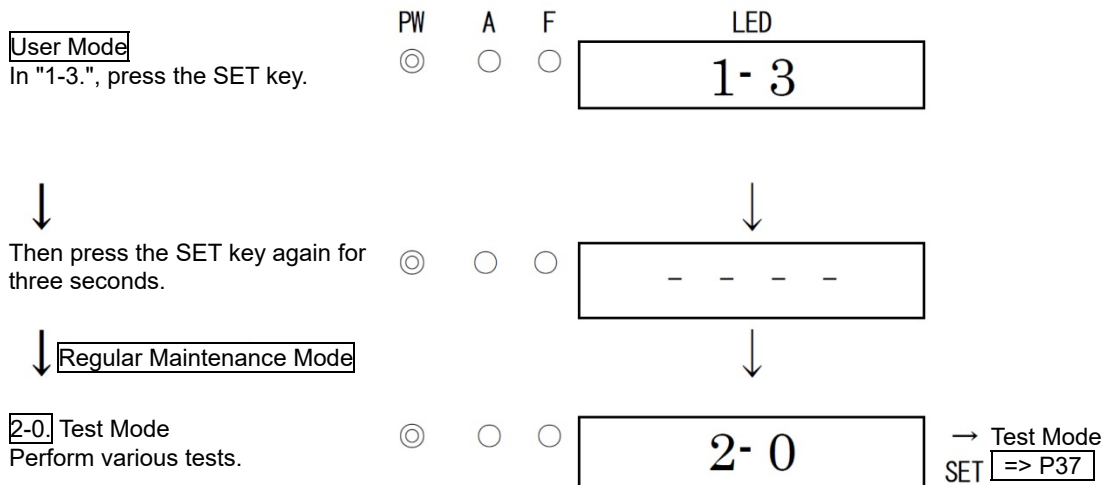 PW A F LED
User Mode
In "1-3.", press the SET key.
◎ ○ ○ 1- 3
↓ ↓
Then press the SET key again for
three seconds.
◎ ○ ○ - - - -
↓ Regular Maintenance Mode ↓
2-0. Test Mode
Perform various tests.
◎ ○ ○ 2- 0
→ Test Mode
SET => P37